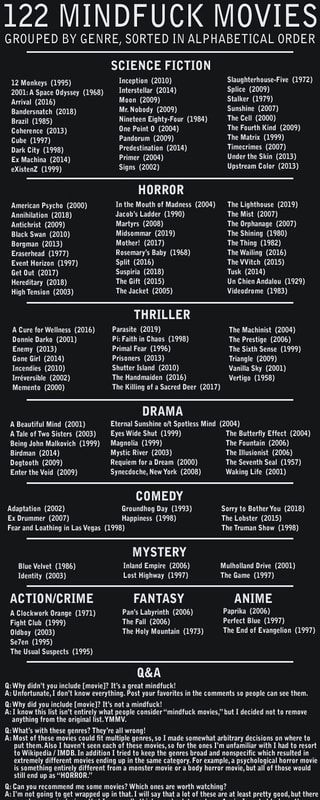 122 MINDFUCK MOVIES
GROUPED BY GENRE, SORTED IN ALPHABETICAL ORDER
SCIENCE FICTION
12 Monkeys (1995)
2001: A Space Odyssey (1968)
Arrival (2016)
Bandersnatch (2018)
Brazil (1985)
Coherence (2013)
Cube (1997)
Dark City (1998)
Ex Machina (2014)
eXistenZ (1999)
Inception (2010)
Interstellar (2014)
Moon (2009)
Mr. Nobody (2009)
Nineteen Eighty-Four (1984)
One Point 0 (2004)
Pandorum (2009)
Predestination (2014)
Primer (2004)
Signs (2002)
Slaughterhouse-Five (1972)
Splice (2009)
Stalker (1979)
Sunshine (2007)
The Cell (2000)
The Fourth Kind (2009)
The Matrix (1999)
Timecrimes (2007)
Under the Skin (2013)
Upstream Color (2013)
HORROR
American Psycho (2000)
Annihilation (2018)
Antichrist (2009)
Black Swan (2010)
Borgman (2013)
Eraserhead (1977)
Event Horizon (1997)
Get Out (2017)
Hereditary (2018)
High Tension (2003)
In the Mouth of Madness (2004)
Jacob's Ladder (1990)
Martyrs (2008)
Midsommar (2019)
Mother! (2017)
Rosemary's Baby (1968)
Split (2016)
Suspiria (2018)
The Gift (2015)
The Jacket (2005)
The Lighthouse (2019)
The Mist (2007)
The Orphanage (2007)
The Shining (1980)
The Thing (1982)
The Wailing (2016)
The VVitch (2015)
Tusk (2014)
Un Chien Andalou (1929)
Videodrome (1983)
THRILLER
A Cure for Wellness (2016)
Donnie Darko (2001)
Enemy (2013)
Gone Girl (2014)
Incendies (2010)
Irréversible (2002)
Memento (2000)
Parasite (2019)
Pi: Faith in Chaos (1998)
Primal Fear (1996)
Prisoners (2013)
Shutter Island (2010)
The Handmaiden (2016)
The Killing of a Sacred Deer (2017)
The Machinist (2004)
The Prestige (2006)
The Sixth Sense (1999)
Triangle (2009)
Vanilla Sky (2001)
Vertigo (1958)
DRAMA
A Beautiful Mind (2001)
A Tale of Two Sisters (2003)
Being John Malkovich (1999)
Birdman (2014)
Dogtooth (2009)
Enter the Void (2009)
Eternal Sunshine o/t Spotless Mind (2004)
Eyes Wide Shut (1999)
Magnolia (1999)
Mystic River (2003)
Requiem for a Dream (2000)
Synecdoche, New York (2008)
The Butterfly Effect (2004)
The Fountain (2006)
The Illusionist (2006)
The Seventh Seal (1957)
Waking Life (2001)
COMEDY
Adaptation (2002)
Ex Drummer (2007)
Fear and Leathing in Las Vegas (1998)
Groundhog Day (1993)
Happiness (1998)
Sorry to Bother You (2018)
The Lobster (2015)
The Truman Show (1998)
MYSTERY
Blue Velvet (1986)
Identity (2003)
Inland Empire (2006)
Lost Highway (1997)
Mulholland Drive (2001)
The Game (1997)
ACTION/CRIME
A Clockwork Orange (1971)
Fight Club (1999)
Oldboy (2003)
Se7en (1995)
The Usual Suspects (1995)
FANTASY
Pan's Labyrinth (2006)
The Fall (2006)
The Holy Mountain (1973)
ANIME
Paprika (2006)
Perfect Blue (1997)
The End of Evangelion (1997)
Q&A
Q: Why didn't you include [movie]? It's a great mindfuck!
A: Unfortunately, I don't know everything. Post your favorites in the comments so people can see them.
Q: Why did you include [movie]. It's not a mindfuck!
A: I know this list isn't entirely what people consider "mindfuck movies," but I decided not to remove
anything from the original list. YMMV.
Q: What's with these genres? They're all wrong!
A: Most of these movies could fit multiple genres, so I made somewhat arbitrary decisions on where to
put them. Also I haven't seen each of these movies, so for the ones I'm unfamiliar with I had to resort
to Wikipedia / IMDB. In addition I tried to keep the genres broad and nonspecific which resulted in
extremely different movies ending up in the same category. For example, a psychological horror movie
is something entirely different from a monster movie or a body horror movie, but all of those would
still end up as "HORROR."
Q: Can you recommend me some movies? Which ones are worth watching?
A: I'm not going to get wrapped up in that. I will say that a lot of these are at least pretty good, but there